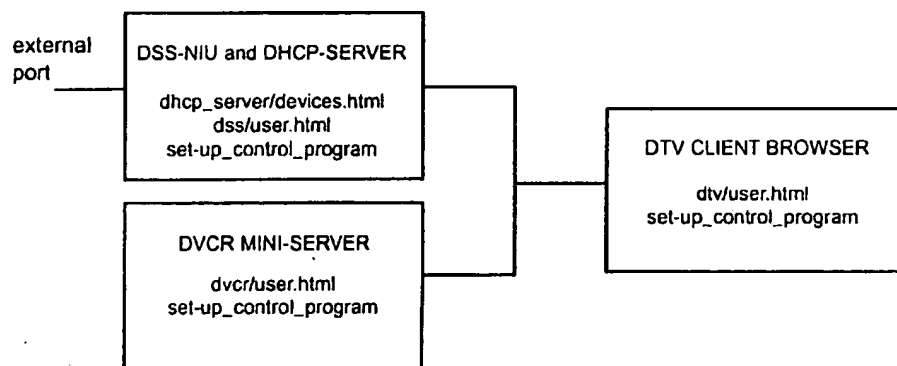 external
port
DSS-NIU and DHCP-SERVER
dhcp_server/devices.html
dss/user.html
set-up_control_program
DVCR MINI-SERVER
dvcr/user.html
set-up_control_program
DTV CLIENT BROWSER
dtv/user.html
set-up_control_program